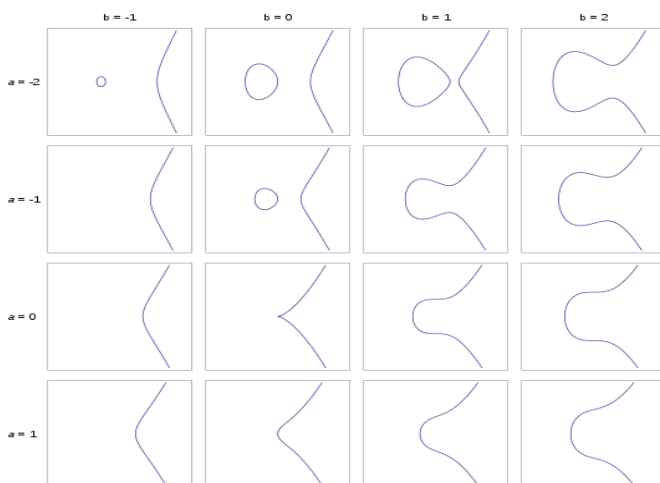 b = -1 b = 0 b = 1 b = 2
a = -2
a = -1
a = 0
a = 1